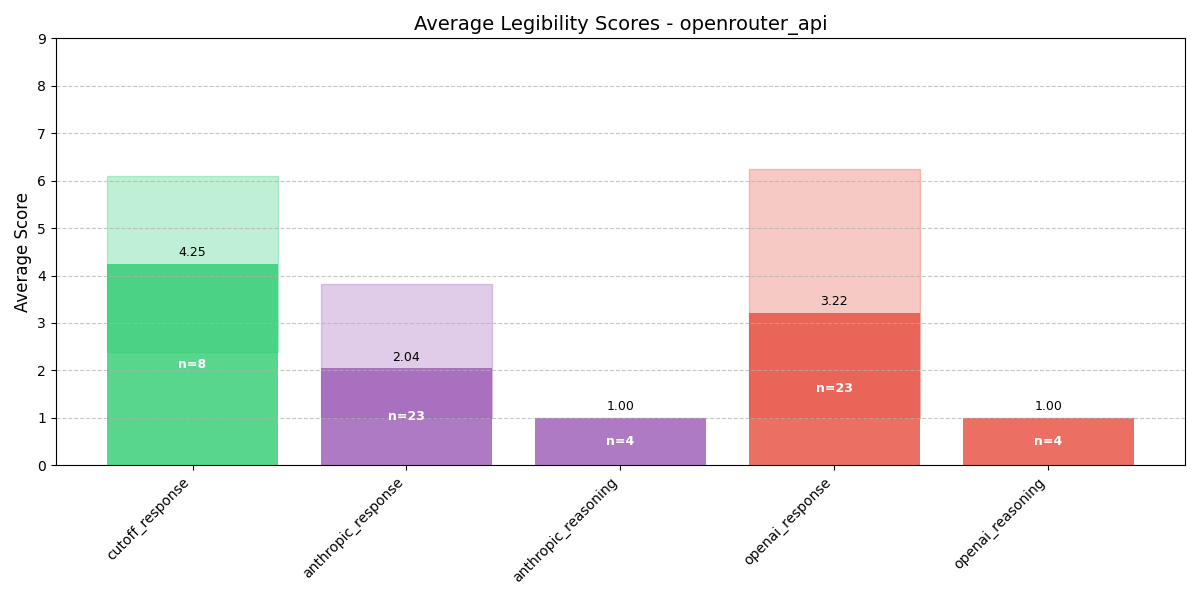 Average Legibility Scores - openrouter_api
Average Score
9
8
7
6
5
4
3
2
1
0
4.25
n=8
2.04
n=23
1.00
n=4
3.22
n=23
1.00
n=4
cutoff_response
anthropic_response
anthropic_reasoning
openai_response
openai_reasoning